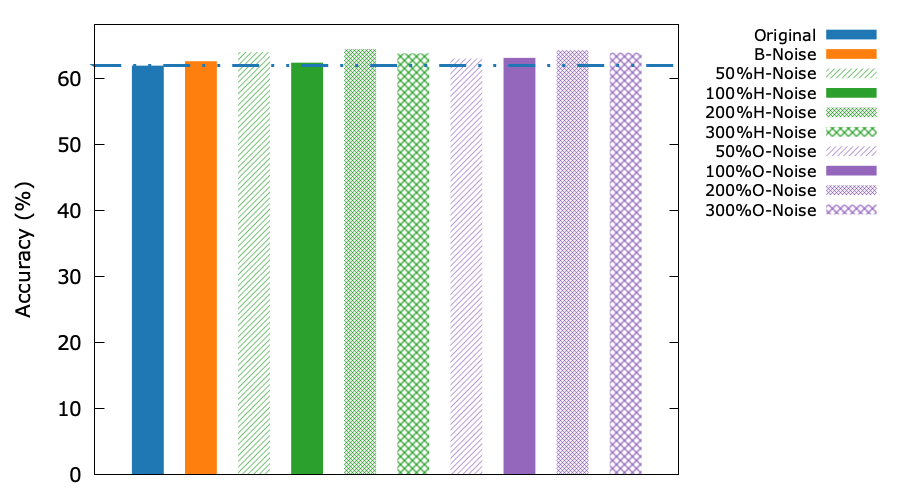 Accuracy (%)
60
50
40
30
20
10
0
Original
B-Noise
50%H-Noise
100%H-Noise
200%H-Noise
300%H-Noise
50%O-Noise
100%O-Noise
200%O-Noise
300%O-Noise